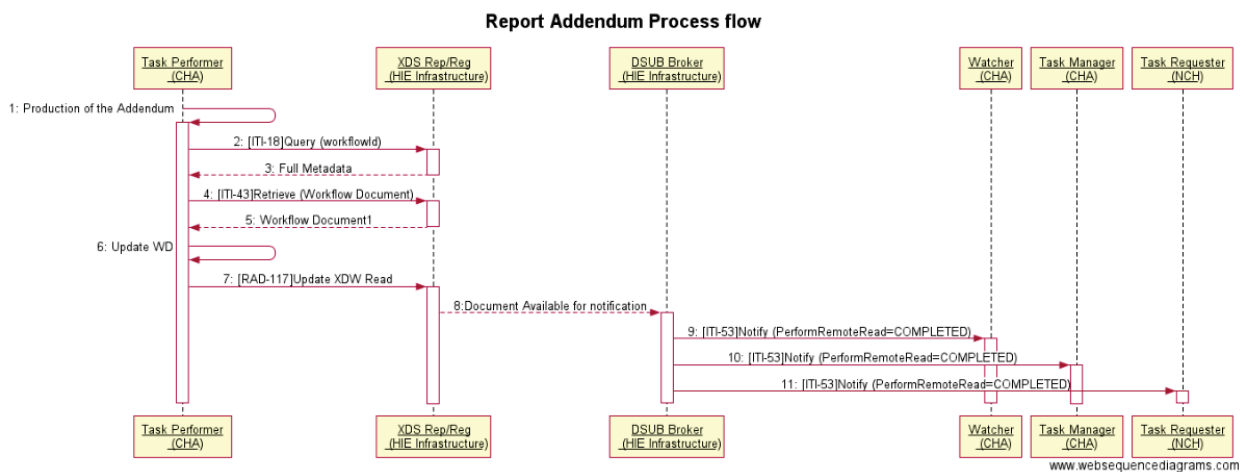 Report Addendum Process flow
Task Performer
(CHA)
XDS Rep/Reg
(HIE Infrastructure)
DSUB Broker
(HIE Infrastructure)
Watcher
(CHA)
Task Manager
(CHA)
Task Requester
(NCH)
1: Production of the Addendum
2: [ITI-18]Query (workflowId)
3: Full Metadata
4: [ITI-43]Retrieve (Workflow Document)
5: Workflow Document1
6: Update WD
7: [RAD-117]Update XDW Read
8:Document Available for notification
9: [ITI-53]Notify (PerformRemoteRead=COMPLETED)
10: [ITI-53]Notify (PerformRemoteRead=COMPLETED)
11: [ITI-53]Notify (PerformRemoteRead=COMPLETED)
Task Performer
(CHA)
XDS Rep/Reg
(HIE Infrastructure)
DSUB Broker
(HIE Infrastructure)
Watcher
(CHA)
Task Manager
(CHA)
Task Requester
(NCH)
www.websequencediagrams.com